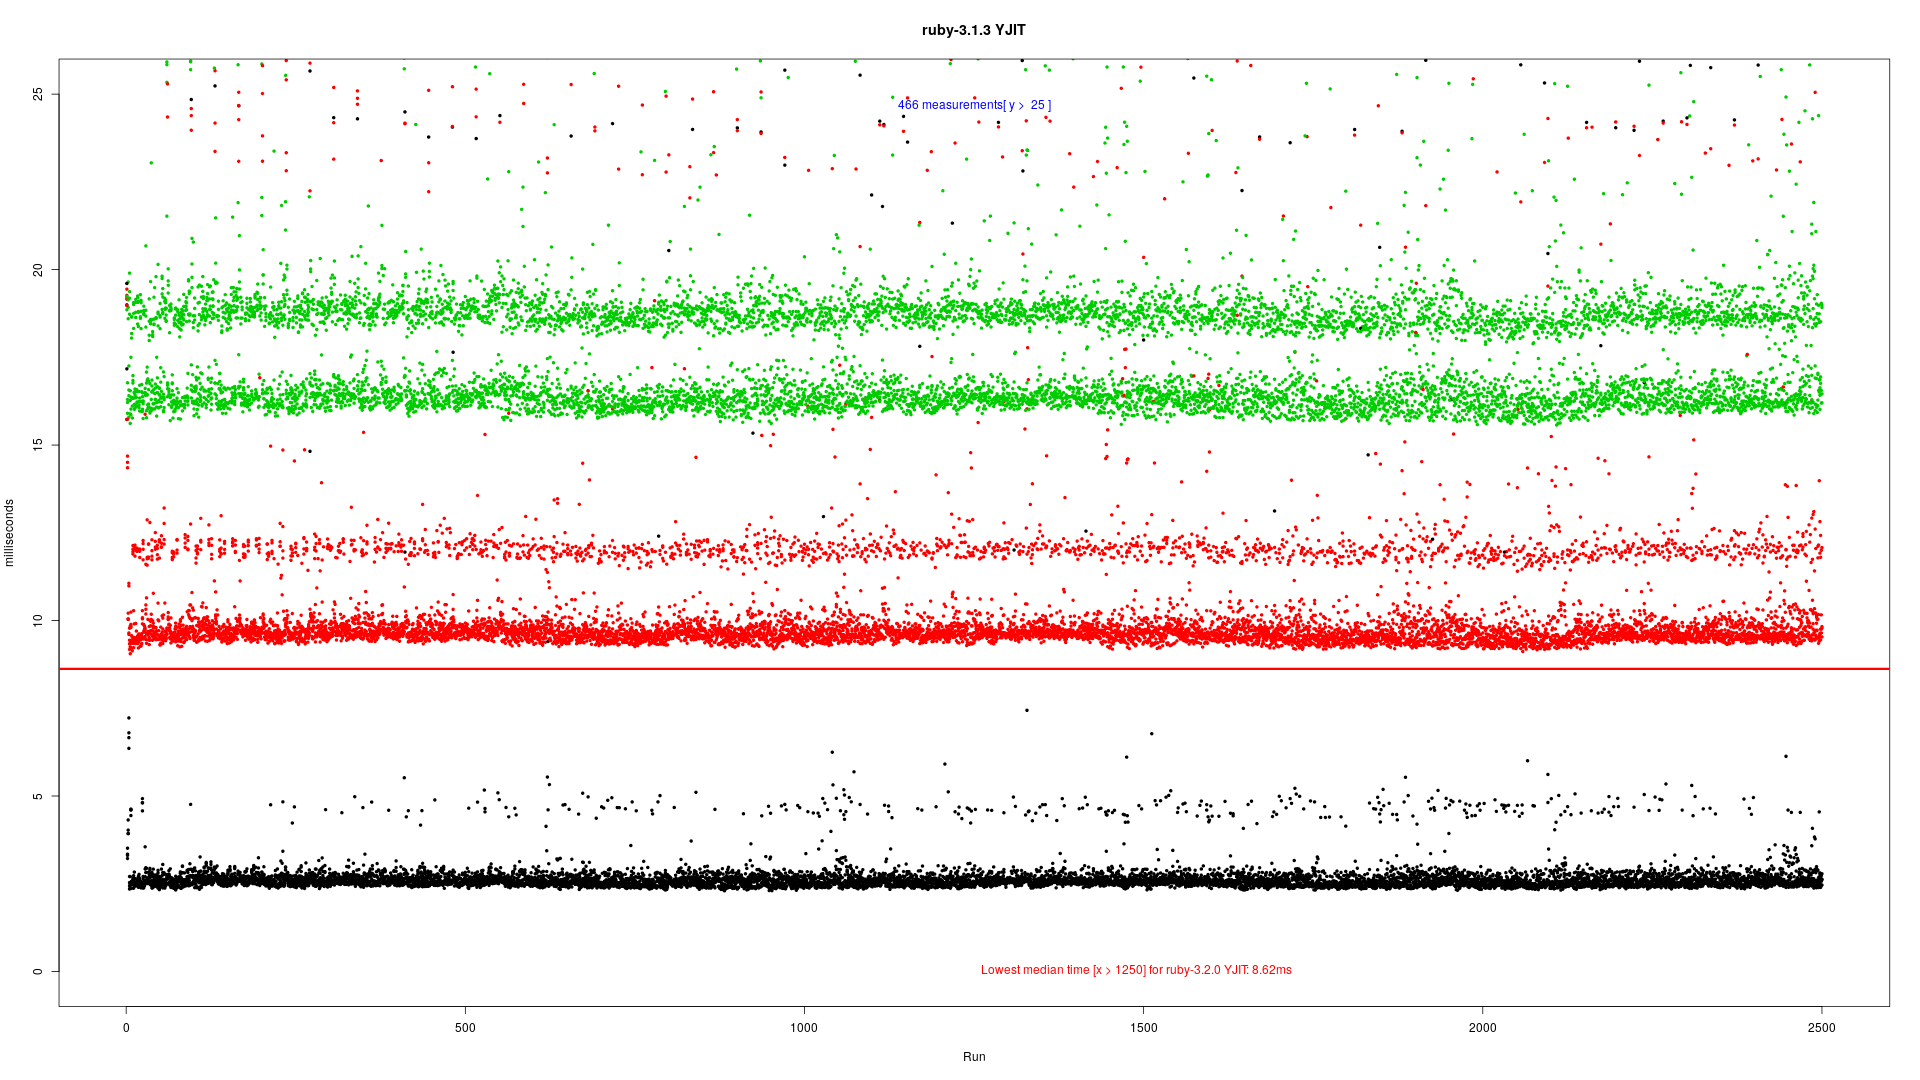 ruby-3.1.3 YJIT
466 measurements[ y > 25 ]
milliseconds
25
20
15
10
5
0
Lowest median time [x > 1250] for ruby-3.2.0 YJIT: 8.62ms
0 500 1000 1500 2000 2500
Run